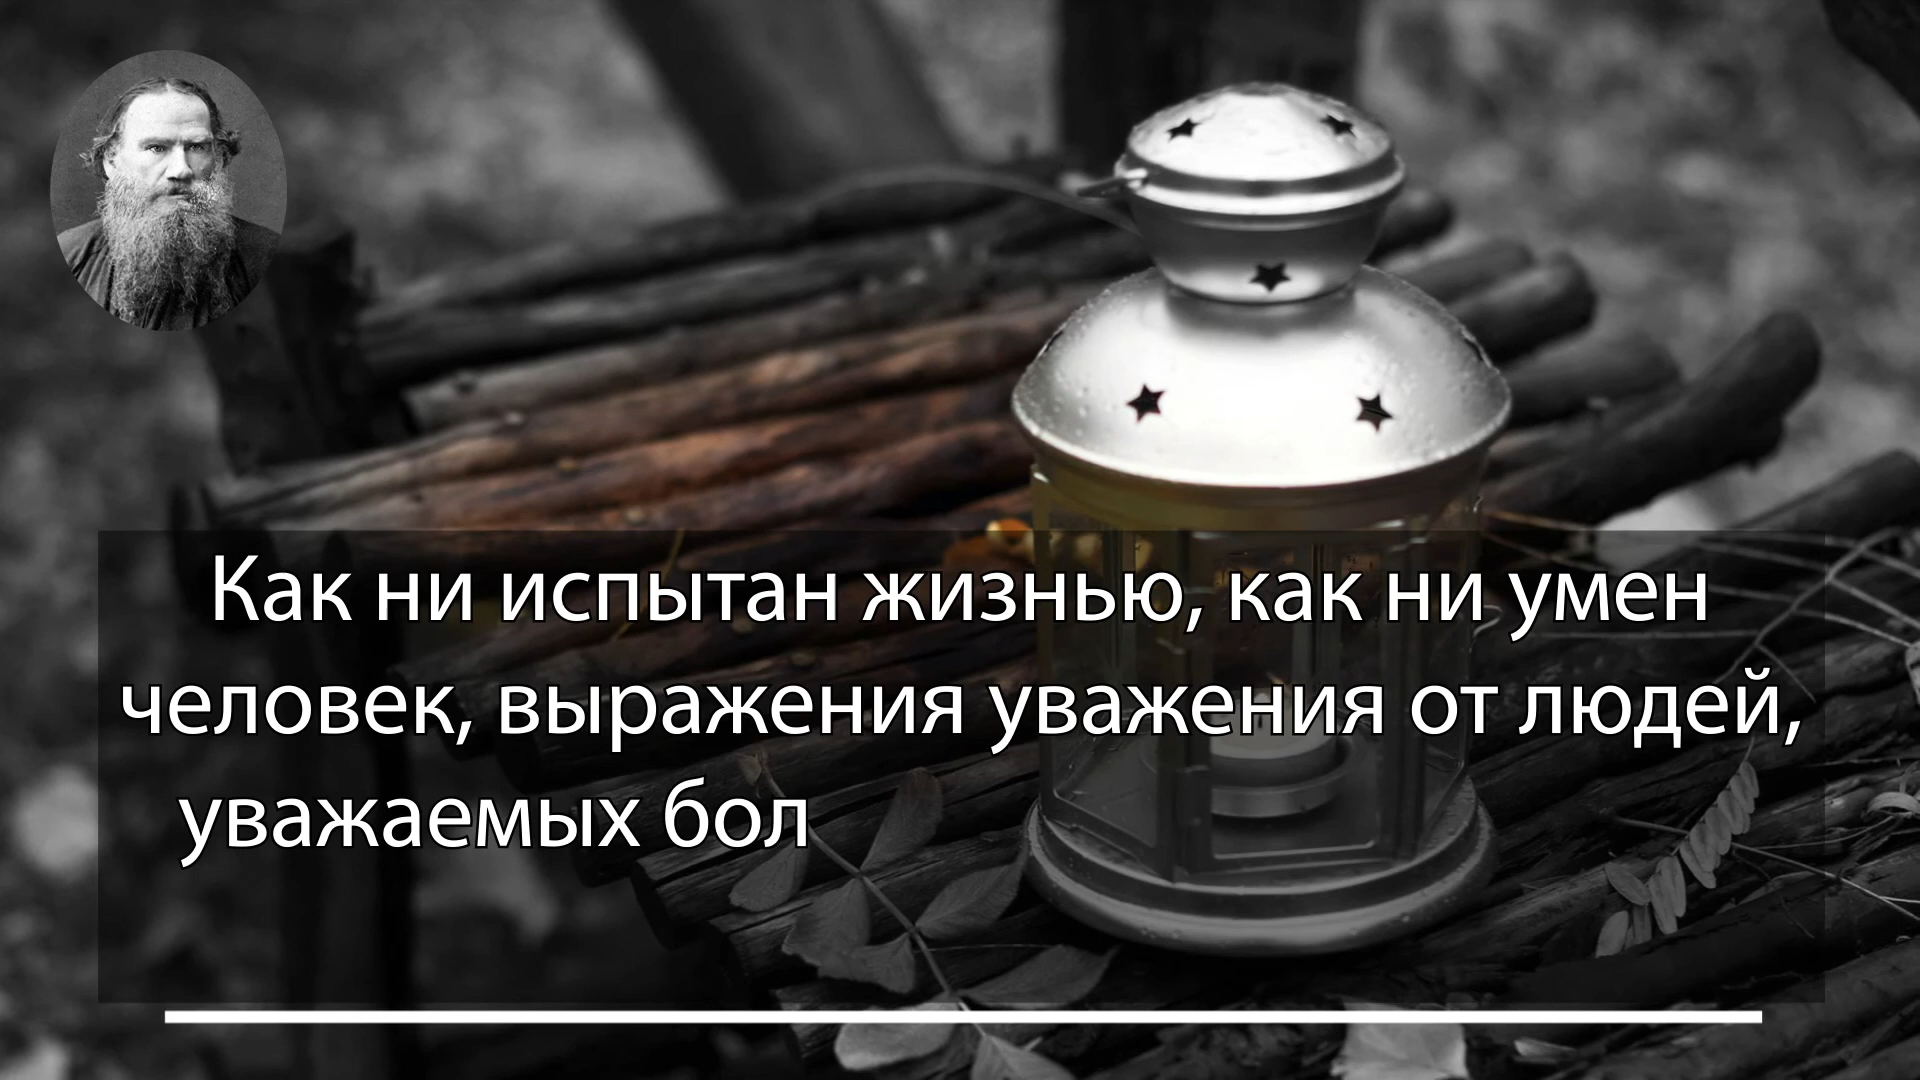 Как ни испытан жизнью, как ни умен
человек, выражения уважения от людей,
уважаемых бол